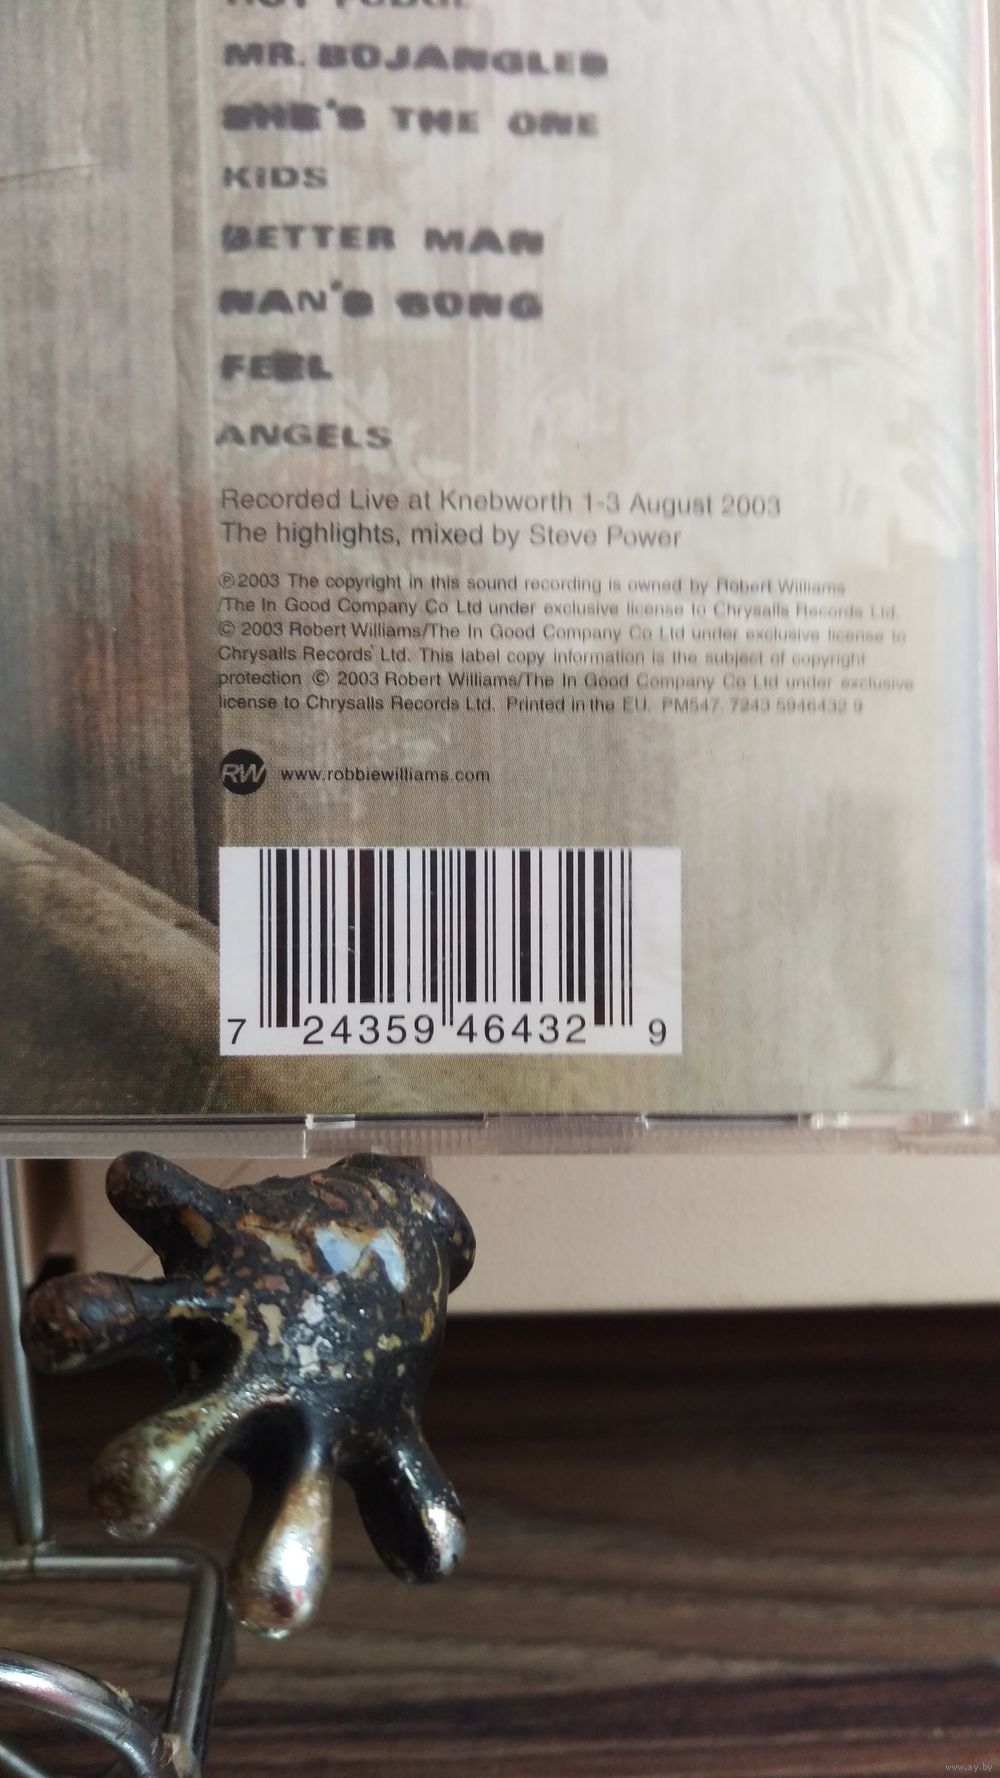 HOT FUDGE
MR. BOJANGLES
SHE'S THE ONE
KIDS
BETTER MAN
NAN'S SONG
FEEL
ANGELS
Recorded Live at Knebworth 1-3 August 2003
The highlights, mixed by Steve Power
℗2003 The copyright in this sound recording is owned by Robert Williams
/The In Good Company Co Ltd under exclusive license to Chrysalis Records Ltd.
© 2003 Robert Williams/The In Good Company Co Ltd under exclusive license to
Chrysalis Records Ltd. This label copy information is the subject of copyright
protection © 2003 Robert Williams/The In Good Company Co Ltd under exclusive
license to Chrysalis Records Ltd. Printed in the EU. PM547 7243 5946432 9
RW www.robbiewilliams.com
7 24359 46432 9
www.ay.by